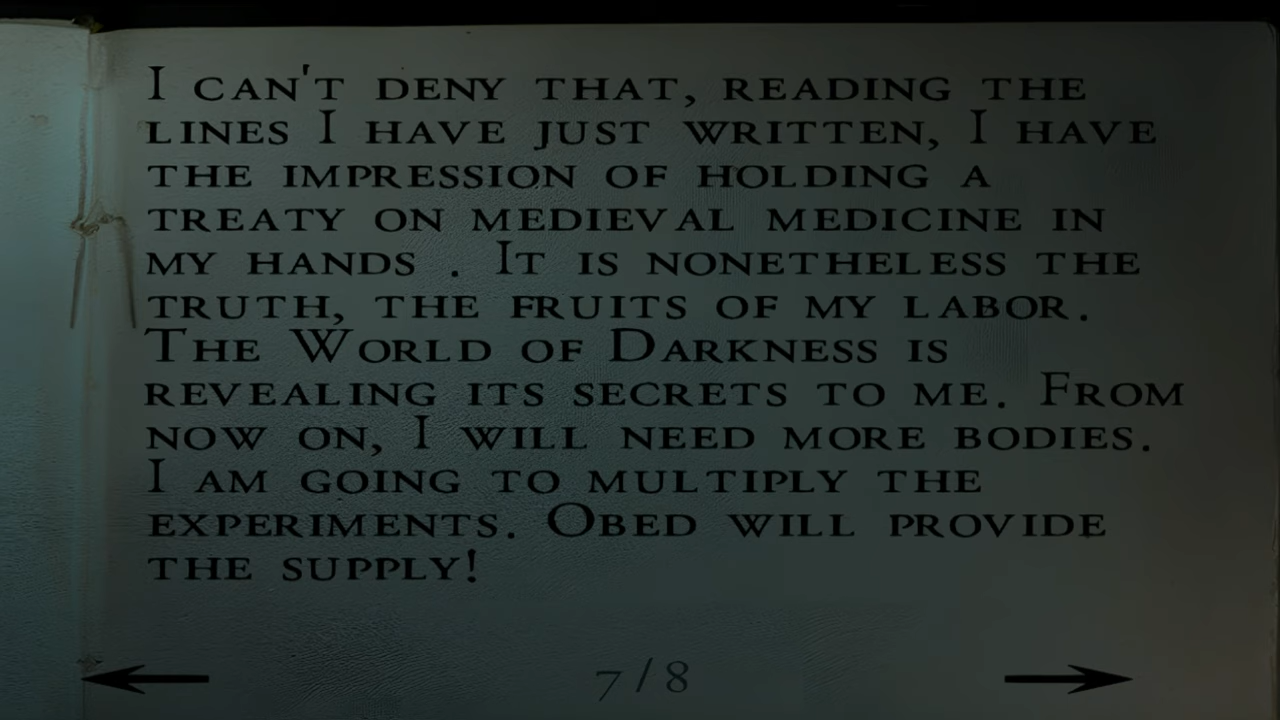 I can't deny that, reading the
lines I have just written, I have
the impression of holding a
treaty on medieval medicine in
my hands . It is nonetheless the
truth, the fruits of my labor.
The World of Darkness is
revealing its secrets to me. From
now on, I will need more bodies.
I am going to multiply the
experiments. Obed will provide
the supply!
7/8